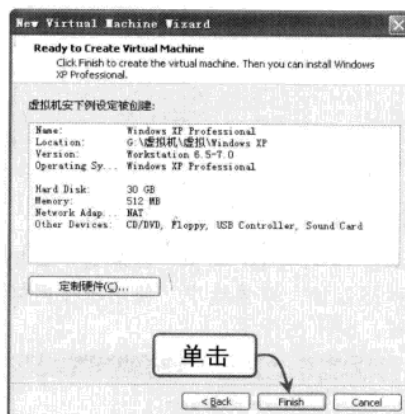 New Virtual Machine Wizard
Ready to Create Virtual Machine
Click Finish to create the virtual machine. Then you can install Windows
XP Professional.
虚拟机安下例设定被创建:
Name: Windows XP Professional
Location: G:\虚拟机\虚拟\Windows XP
Version: Workstation 6.5-7.0
Operating Sy... Windows XP Professional
Hard Disk: 30 GB
Memory: 512 MB
Network Adap... NAT
Other Devices: CD/DVD, Floppy, USB Controller, Sound Card
定制硬件(C)...
单击
< Back
Finish
Cancel